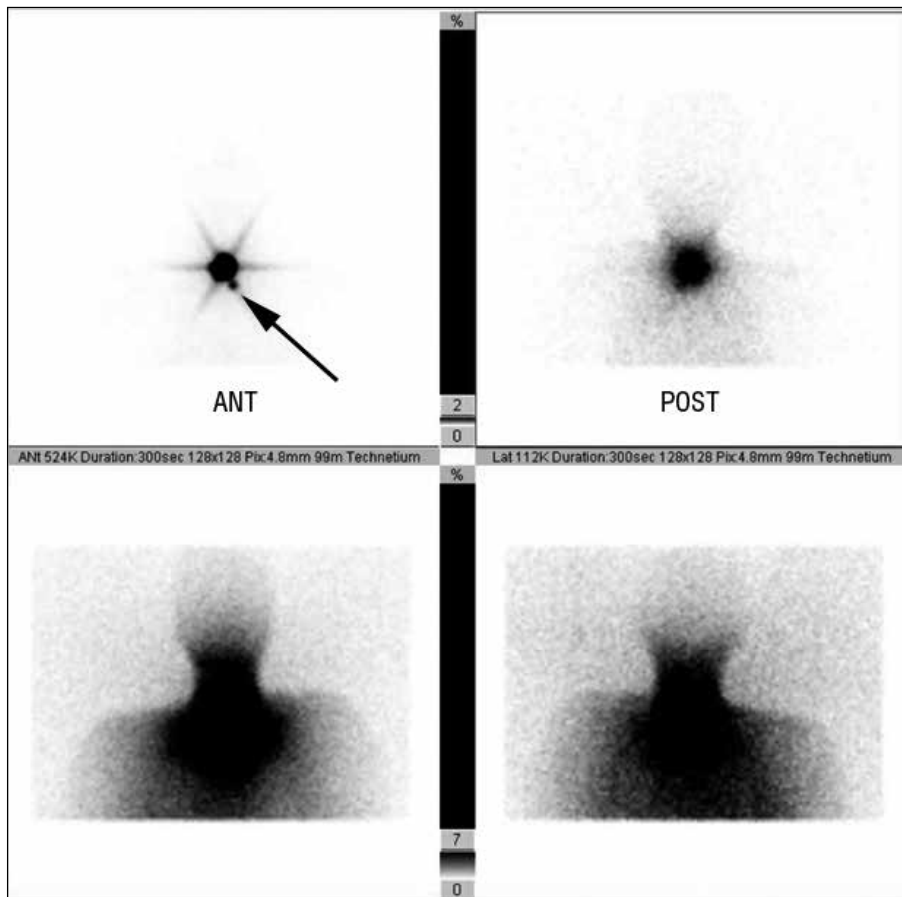 %
2
0
ANT
POST
ANt 524K Duration:300sec 128x128 Pix:4.8mm 99m Technetium
Lat 112K Duration:300sec 128x128 Pix:4.8mm 99m Technetium
%
7
0